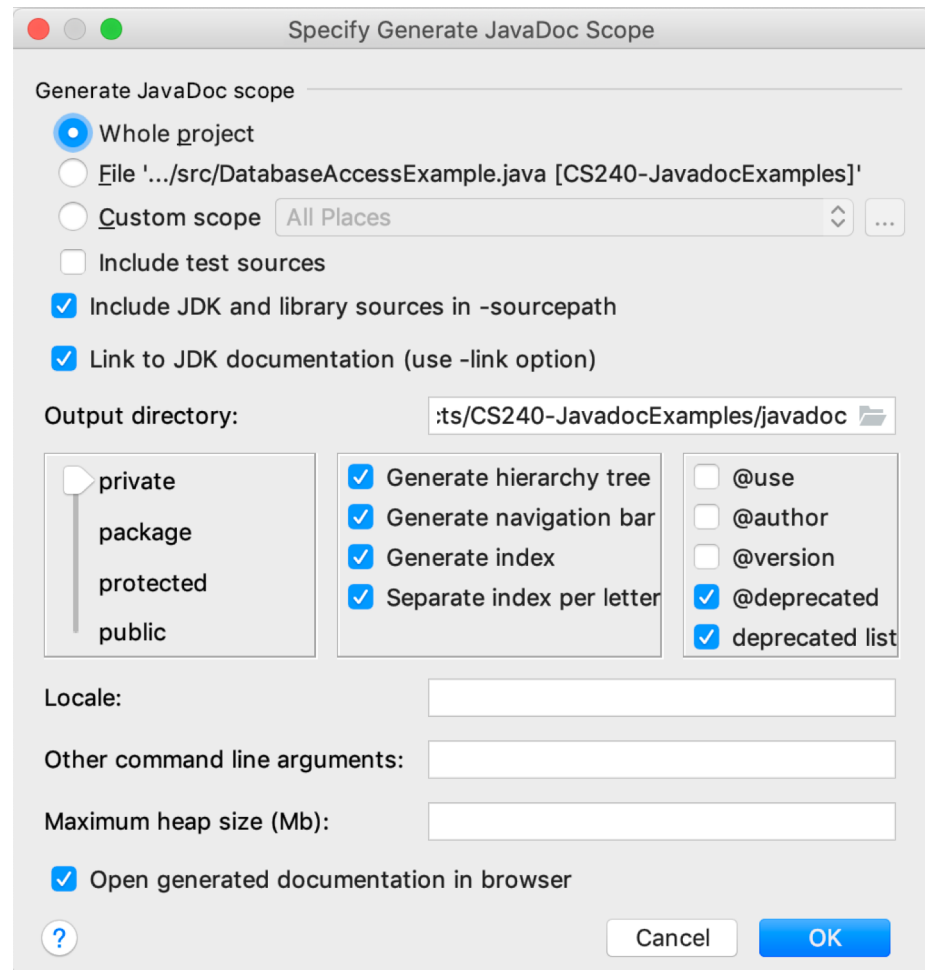 Specify Generate JavaDoc Scope
Generate JavaDoc scope
Whole project
File '.../src/DatabaseAccessExample.java [CS240-JavadocExamples]'
Custom scope All Places ...
Include test sources
Include JDK and library sources in -sourcepath
Link to JDK documentation (use -link option)
Output directory: :ts/CS240-JavadocExamples/javadoc
private
package
protected
public
Generate hierarchy tree
Generate navigation bar
Generate index
Separate index per letter
@use
@author
@version
@deprecated
deprecated list
Locale:
Other command line arguments:
Maximum heap size (Mb):
Open generated documentation in browser
? Cancel OK